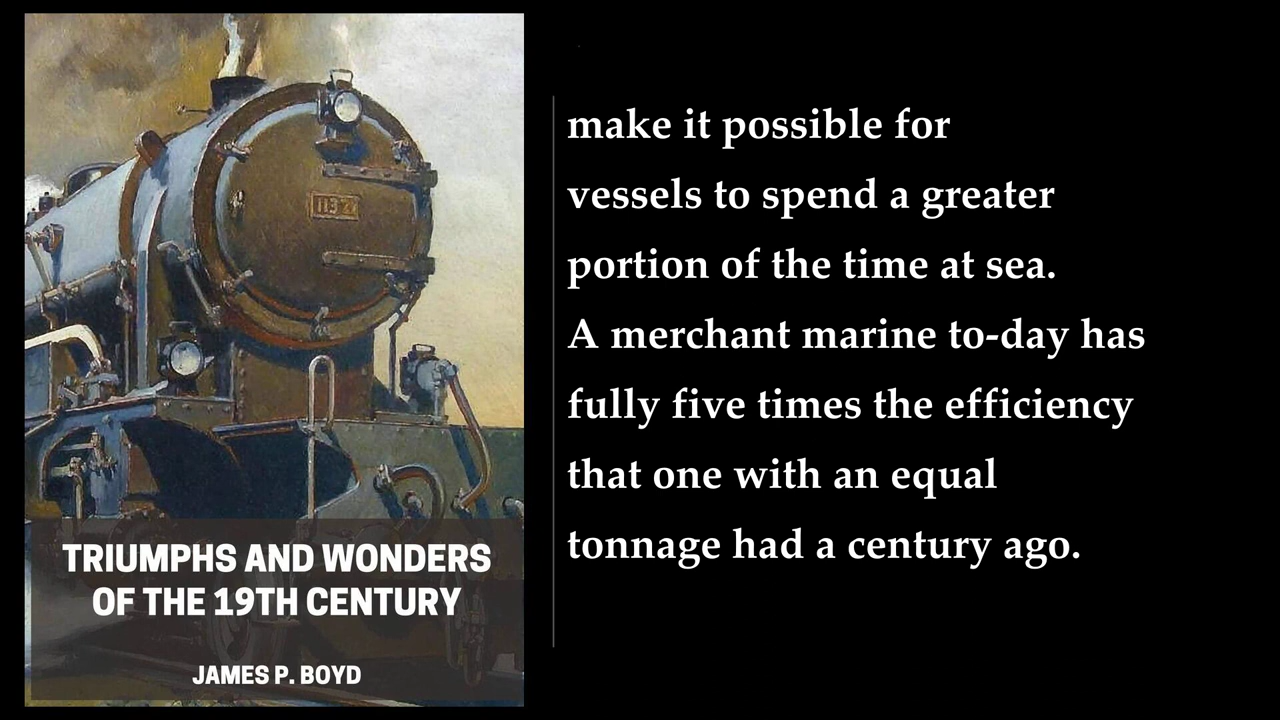 make it possible for
vessels to spend a greater
portion of the time at sea.
A merchant marine to-day has
fully five times the efficiency
that one with an equal
tonnage had a century ago.
1132
TRIUMPHS AND WONDERS
OF THE 19TH CENTURY
JAMES P. BOYD